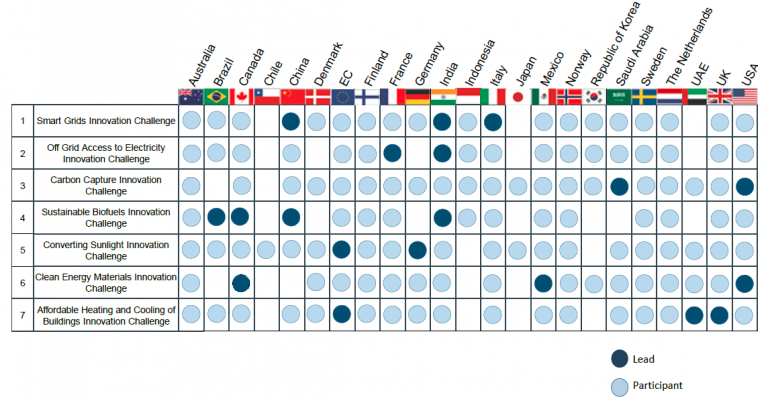 Australia
Brazil
Canada
Chile
China
Denmark
EC
Finland
France
Germany
India
Indonesia
Italy
Japan
Mexico
Norway
Republic of Korea
Saudi Arabia
Sweden
The Netherlands
UAE
UK
USA
1
Smart Grids Innovation Challenge
2
Off Grid Access to Electricity
Innovation Challenge
3
Carbon Capture Innovation
Challenge
4
Sustainable Biofuels Innovation
Challenge
5
Converting Sunlight Innovation
Challenge
6
Clean Energy Materials Innovation
Challenge
7
Affordable Heating and Cooling of
Buildings Innovation Challenge
Lead
Participant